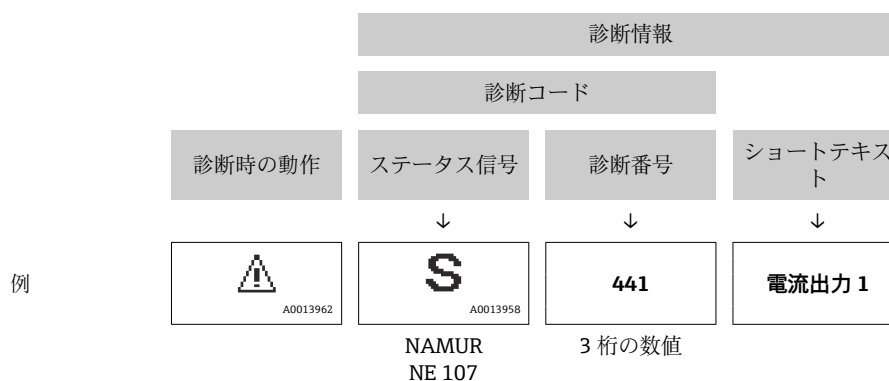 診断情報
診断コード
診断時の動作
ステータス信号
診断番号
ショートテキス
ト
↓
↓
↓
例
A0013962
S
A0013958
441
電流出力 1
NAMUR
NE 107
3 桁の数値